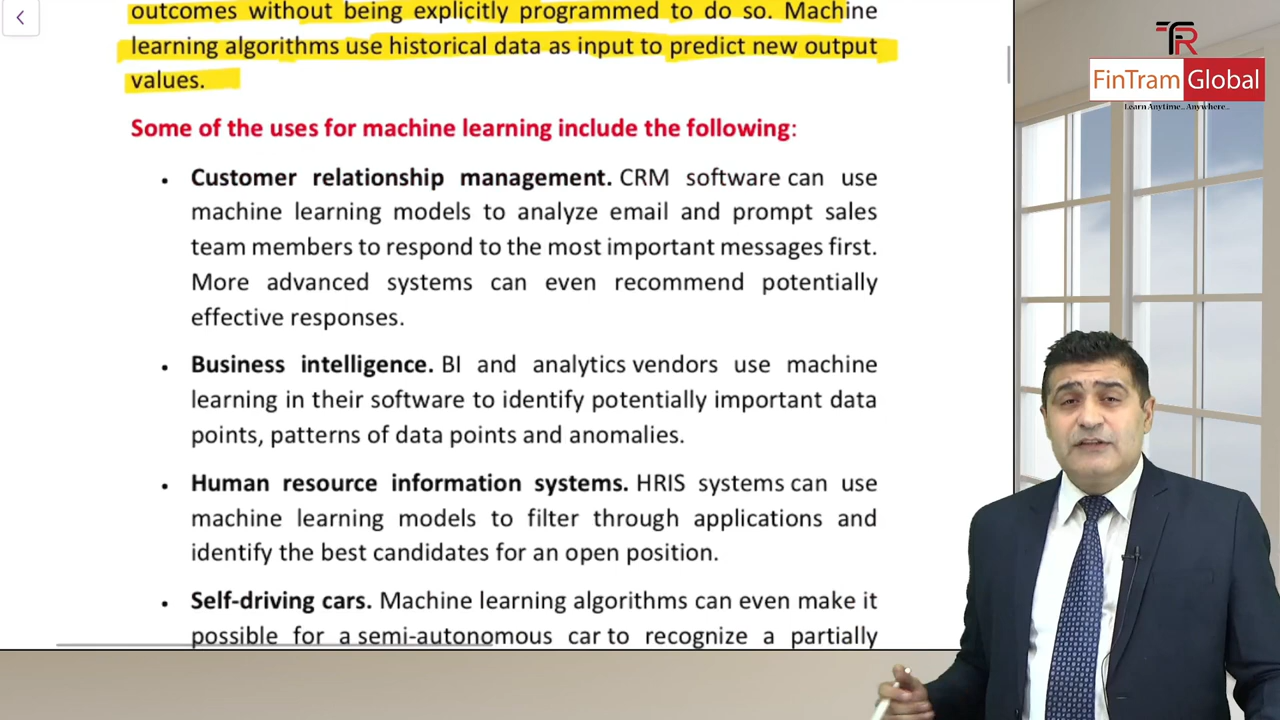 outcomes without being explicitly programmed to do so. Machine
learning algorithms use historical data as input to predict new output
values.
Some of the uses for machine learning include the following:
• Customer relationship management. CRM software can use
machine learning models to analyze email and prompt sales
team members to respond to the most important messages first.
More advanced systems can even recommend potentially
effective responses.
• Business intelligence. BI and analytics vendors use machine
learning in their software to identify potentially important data
points, patterns of data points and anomalies.
• Human resource information systems. HRIS systems can use
machine learning models to filter through applications and
identify the best candidates for an open position.
• Self-driving cars. Machine learning algorithms can even make it
possible for a semi-autonomous car to recognize a partially
FinTram Global
Learn Anytime.. Anywhere..